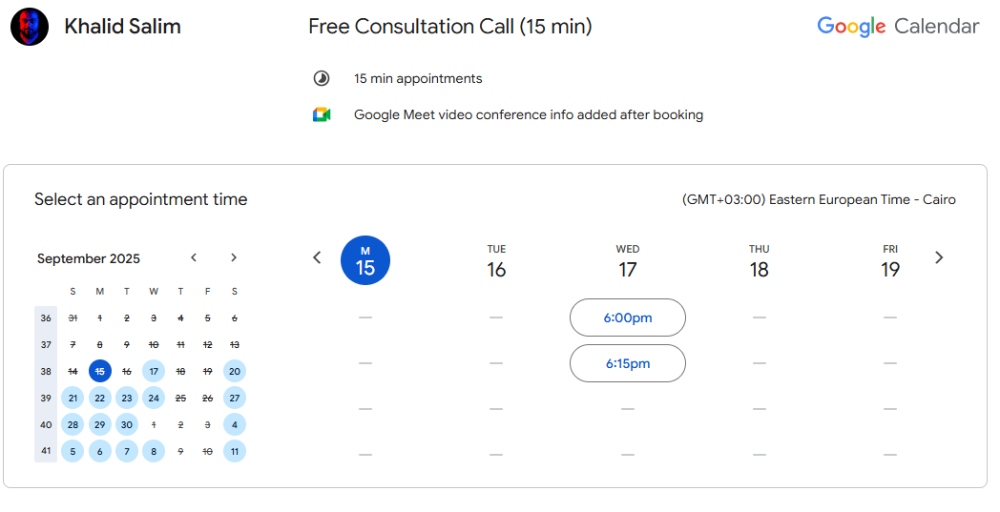 Khalid Salim
Free Consultation Call (15 min)
Google Calendar
15 min appointments
Google Meet video conference info added after booking
Select an appointment time
(GMT+03:00) Eastern European Time - Cairo
September 2025
S M T W T F S
36 31 1 2 3 4 5 6
37 7 8 9 10 11 12 13
38 14 15 16 17 18 19 20
39 21 22 23 24 25 26 27
40 28 29 30 1 2 3 4
41 5 6 7 8 9 10 11
M TUE WED THU FRI
15 16 17 18 19
— — 6:00pm — —
— — 6:15pm — —
— — — — —
— — — — —